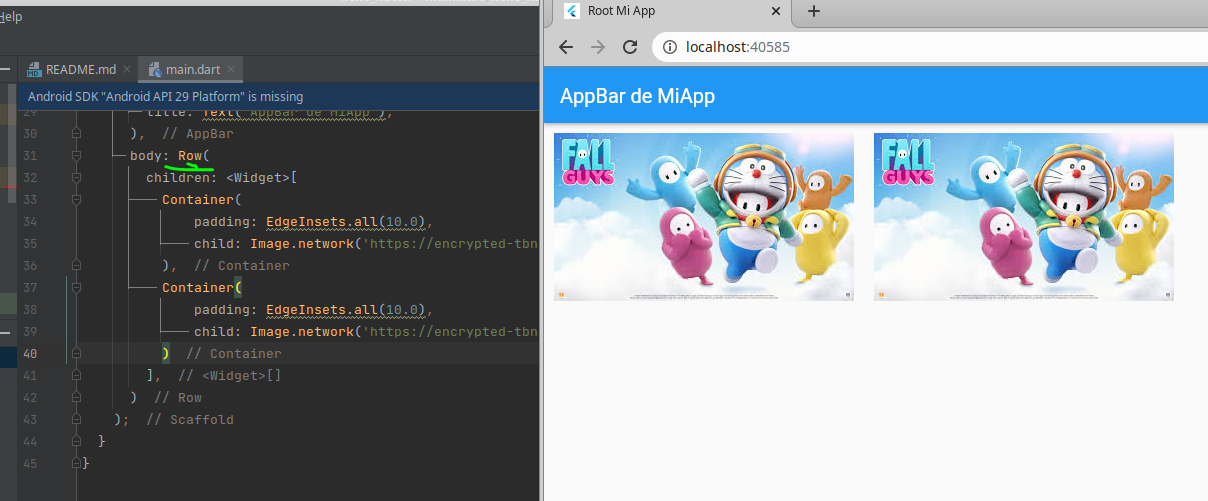 Help
README.md
main.dart
Android SDK "Android API 29 Platform" is missing
29 title: Text("AppBar de MiApp"),
30 ), // AppBar
31 body: Row(
32 children: <Widget>[
33 Container(
34 padding: EdgeInsets.all(10.0),
35 child: Image.network('https://encrypted-tbn
36 ), // Container
37 Container(
38 padding: EdgeInsets.all(10.0),
39 child: Image.network('https://encrypted-tbn
40 ) // Container
41 ], // <Widget>[]
42 ) // Row
43 ); // Scaffold
44 }
45 }
Root Mi App
localhost:40585
AppBar de MiApp
FALL
GUYS
FALL
GUYS